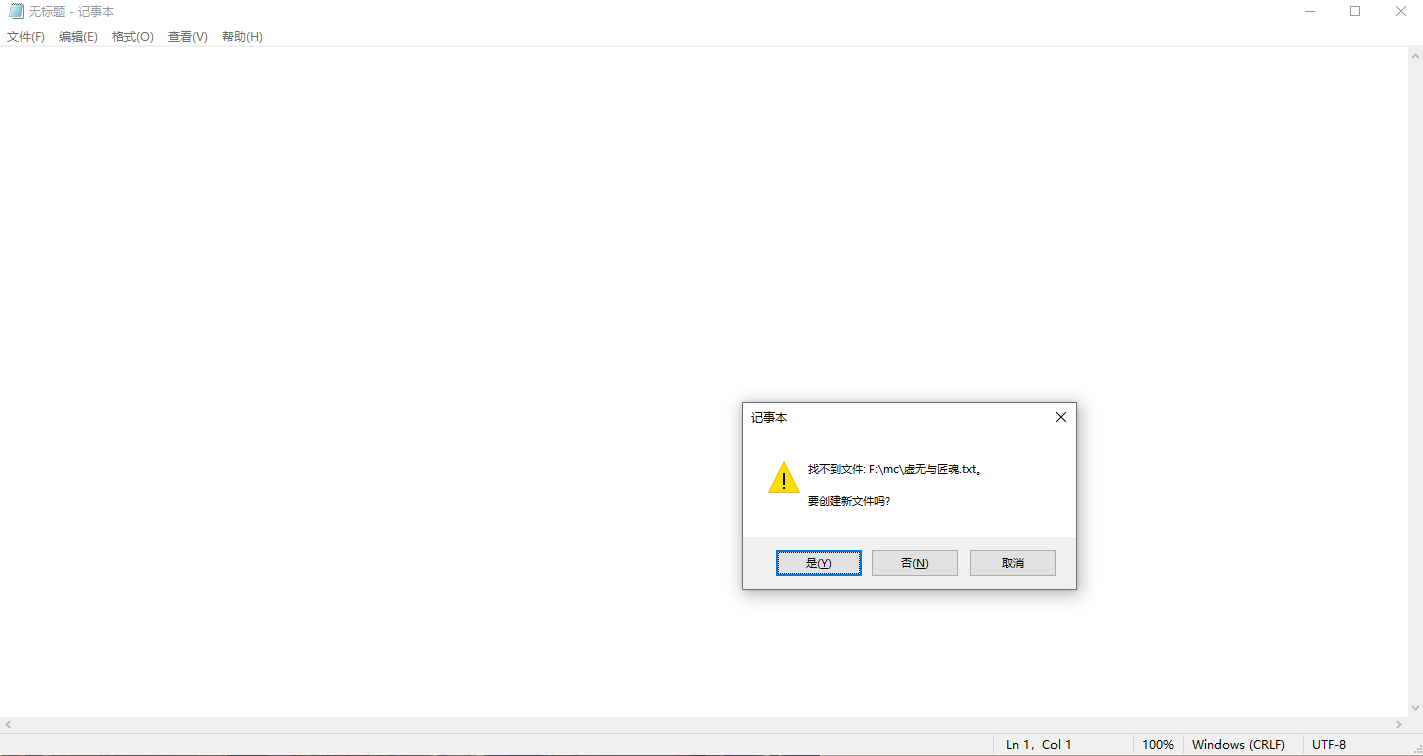 无标题 - 记事本
文件(F) 编辑(E) 格式(O) 查看(V) 帮助(H)
记事本
找不到文件: F:\mc\虚无与匠魂.txt。
要创建新文件吗?
是(Y) 否(N) 取消
Ln 1, Col 1 100% Windows (CRLF) UTF-8